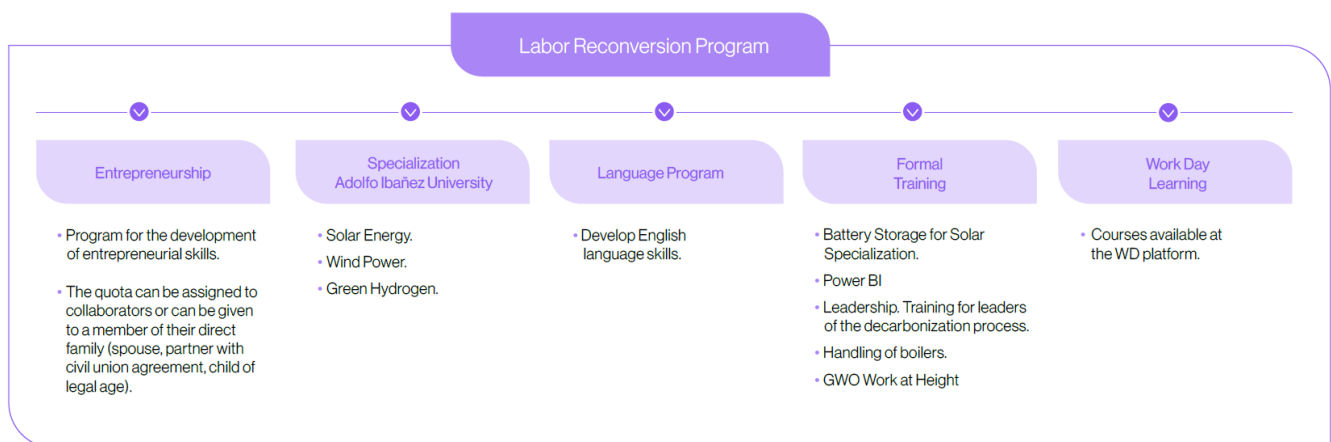 Labor Reconversion Program
Entrepreneurship
• Program for the development
of entrepreneurial skills.
• The quota can be assigned to
collaborators or can be given
to a member of their direct
family (spouse, partner with
civil union agreement, child of
legal age).
Specialization
Adolfo Ibañez University
• Solar Energy.
• Wind Power.
• Green Hydrogen.
Language Program
• Develop English
language skills.
Formal
Training
• Battery Storage for Solar
Specialization.
• Power BI
• Leadership. Training for leaders
of the decarbonization process.
• Handling of boilers.
• GWO Work at Height
Work Day
Learning
• Courses available at
the WD platform.